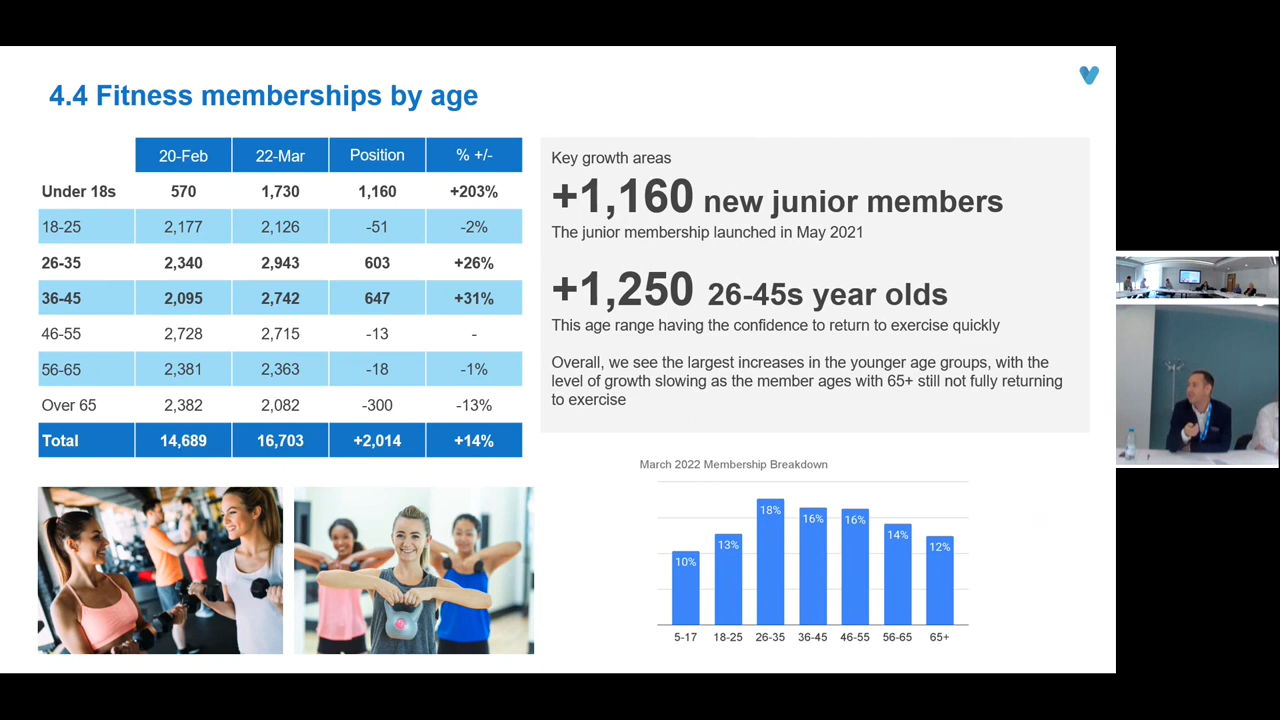 4.4 Fitness memberships by age
20-Feb 22-Mar Position % +/-
Under 18s 570 1,730 1,160 +203%
18-25 2,177 2,126 -51 -2%
26-35 2,340 2,943 603 +26%
36-45 2,095 2,742 647 +31%
46-55 2,728 2,715 -13 -
56-65 2,381 2,363 -18 -1%
Over 65 2,382 2,082 -300 -13%
Total 14,689 16,703 +2,014 +14%
Key growth areas
+1,160 new junior members
The junior membership launched in May 2021
+1,250 26-45s year olds
This age range having the confidence to return to exercise quickly
Overall, we see the largest increases in the younger age groups, with the
level of growth slowing as the member ages with 65+ still not fully returning
to exercise
March 2022 Membership Breakdown
10% 13% 18% 16% 16% 14% 12%
5-17 18-25 26-35 36-45 46-55 56-65 65+